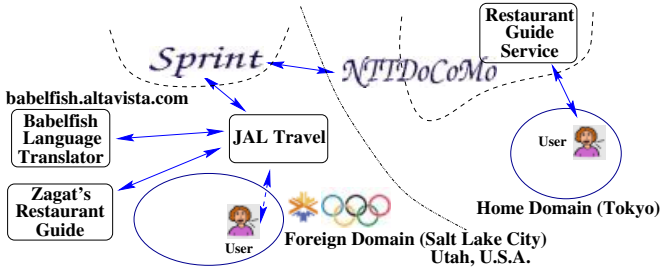 Restaurant
Guide
Service
Sprint
NTTDoCoMo
babelfish.altavista.com
Babelfish
Language
Translator
JAL Travel
User
Zagat's
Restaurant
Guide
User
Home Domain (Tokyo)
Foreign Domain (Salt Lake City)
Utah, U.S.A.